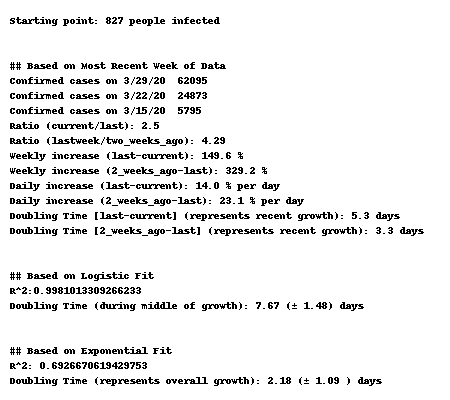 Starting point: 827 people infected
## Based on Most Recent Week of Data
Confirmed cases on 3/29/20 62095
Confirmed cases on 3/22/20 24873
Confirmed cases on 3/15/20 5795
Ratio (current/last): 2.5
Ratio (lastweek/two_weeks_ago): 4.29
Weekly increase (last-current): 149.6 %
Weekly increase (2_weeks_ago-last): 329.2 %
Daily increase (last-current): 14.0 % per day
Daily increase (2_weeks_ago-last): 23.1 % per day
Doubling Time [last-current] (represents recent growth): 5.3 days
Doubling Time [2_weeks_ago-last] (represents recent growth): 3.3 days
## Based on Logistic Fit
R^2:0.9981013309266233
Doubling Time (during middle of growth): 7.67 (± 1.48) days
## Based on Exponential Fit
R^2: 0.6926670619429753
Doubling Time (represents overall growth): 2.18 (± 1.09 ) days